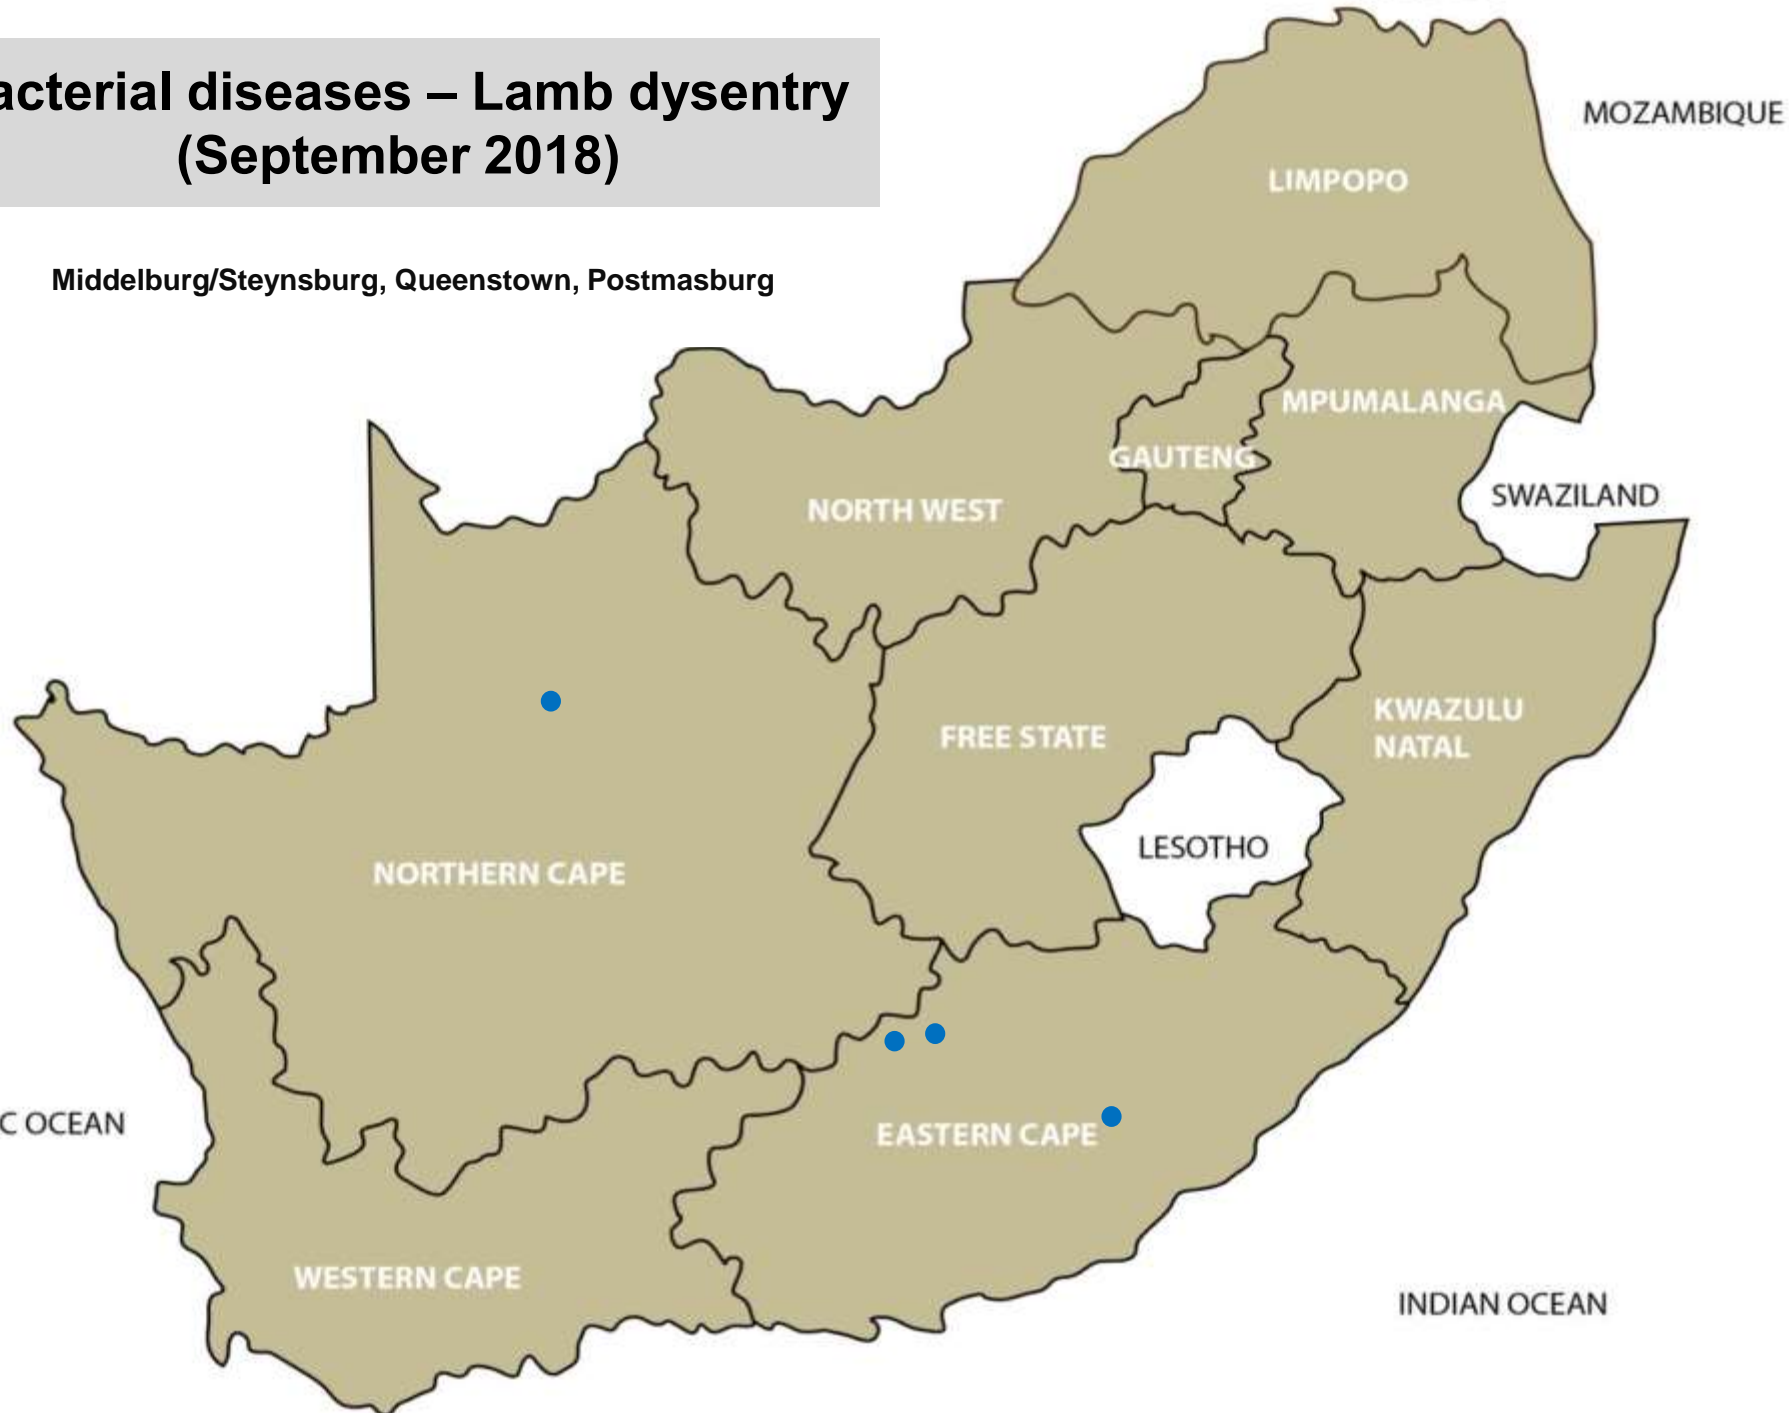 acterial diseases – Lamb dysentry
(September 2018)
Middelburg/Steynsburg, Queenstown, Postmasburg
MOZAMBIQUE
LIMPOPO
MPUMALANGA
GAUTENG
SWAZILAND
NORTH WEST
KWAZULU
NATAL
FREE STATE
LESOTHO
NORTHERN CAPE
C OCEAN
EASTERN CAPE
WESTERN CAPE
INDIAN OCEAN